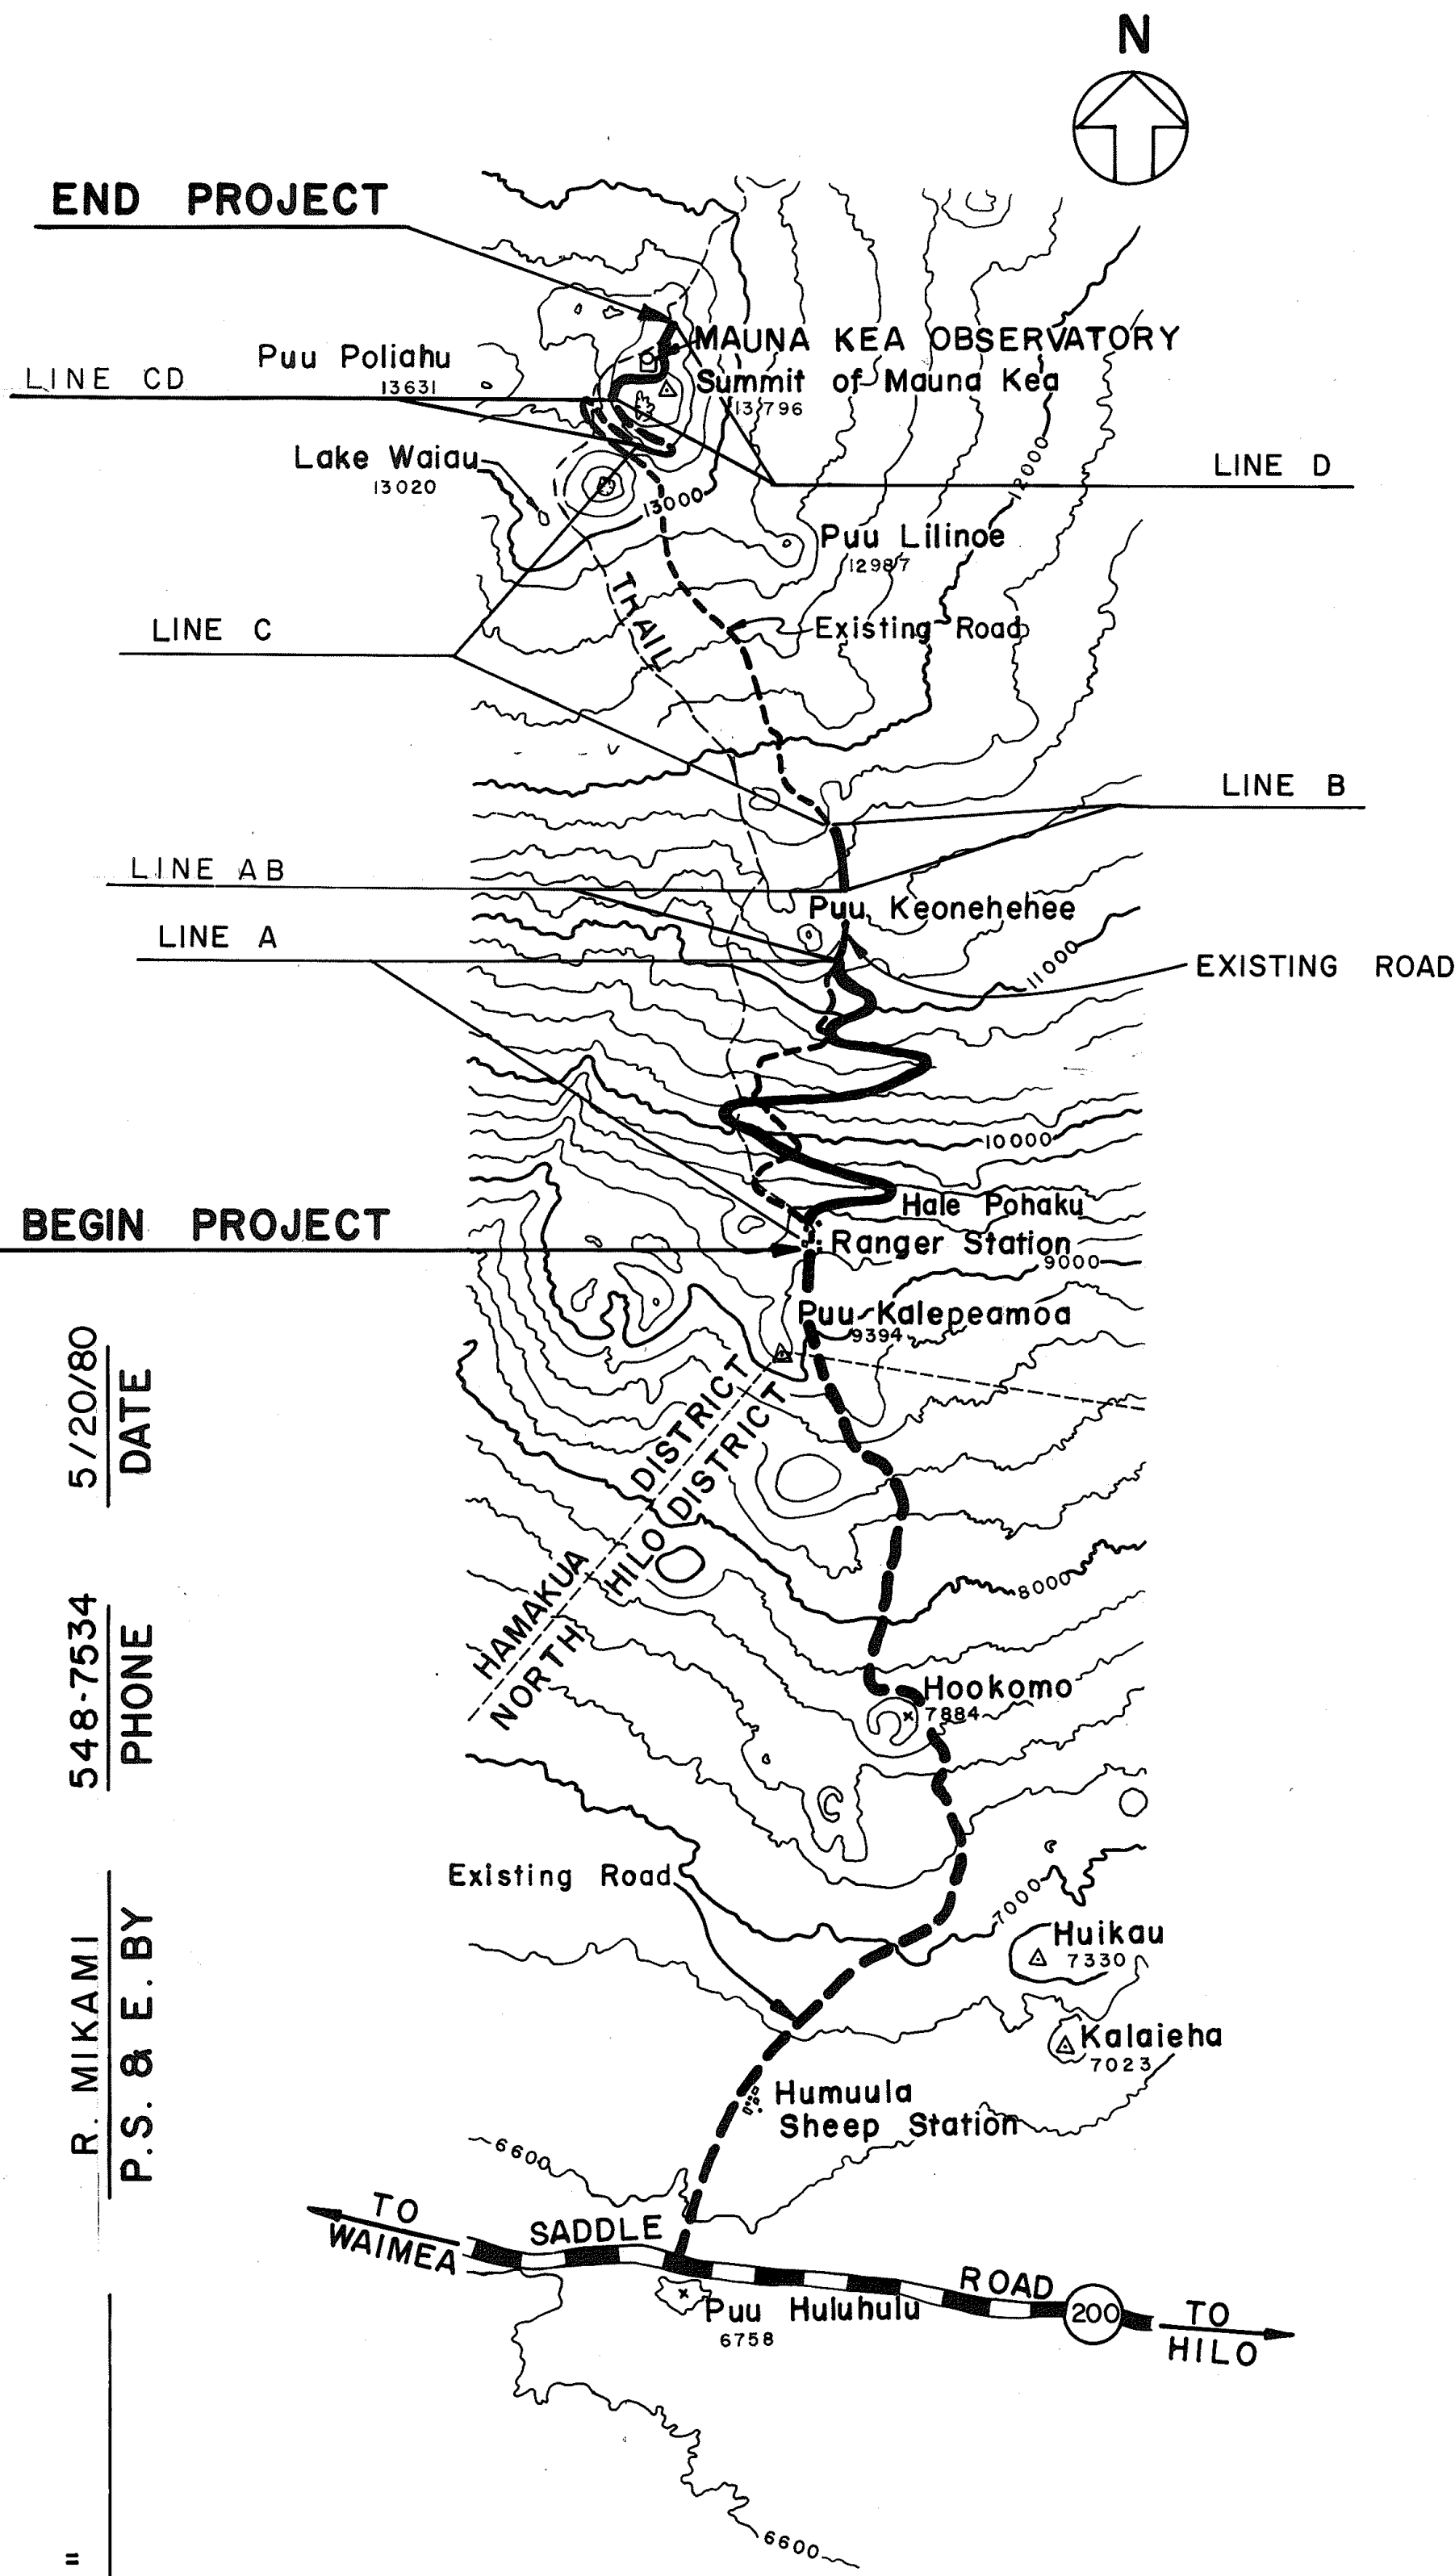 N
END PROJECT
MAUNA KEA OBSERVATORY
Puu Poliahu
13631
LINE CD
Summit of Mauna Kea
13796
Lake Waiau
13020
LINE D
12000
13000
Puu Lilinoe
12987
TRAIL
LINE C
Existing Road
LINE B
LINE AB
Puu Keonehehee
LINE A
11000
EXISTING ROAD
10000
Hale Pohaku
BEGIN PROJECT
Ranger Station
9000
Puu Kalepeamoa
9394
HAMAKUA DISTRICT
NORTH HILO DISTRICT
8000
Hookomo
7884
Existing Road
7000
Huikau
7330
Kalaieha
7023
Humuula
Sheep Station
6600
TO
WAIMEA
SADDLE ROAD
200
TO
HILO
Puu Huluhulu
6758
6600
5/20/80
DATE
548-7534
PHONE
R. MIKAMI
P.S. & E. BY
=